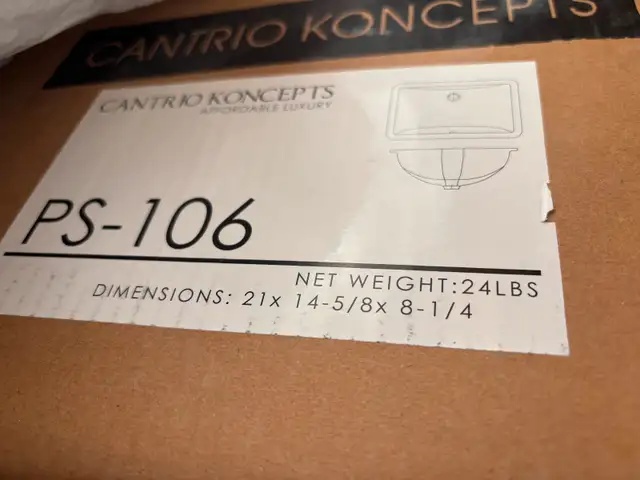 CANTRIO KONCEPTS
CANTRIO KONCEPTS
AFFORDABLE LUXURY
PS-106
NET WEIGHT:24LBS
DIMENSIONS: 21x 14-5/8x 8-1/4